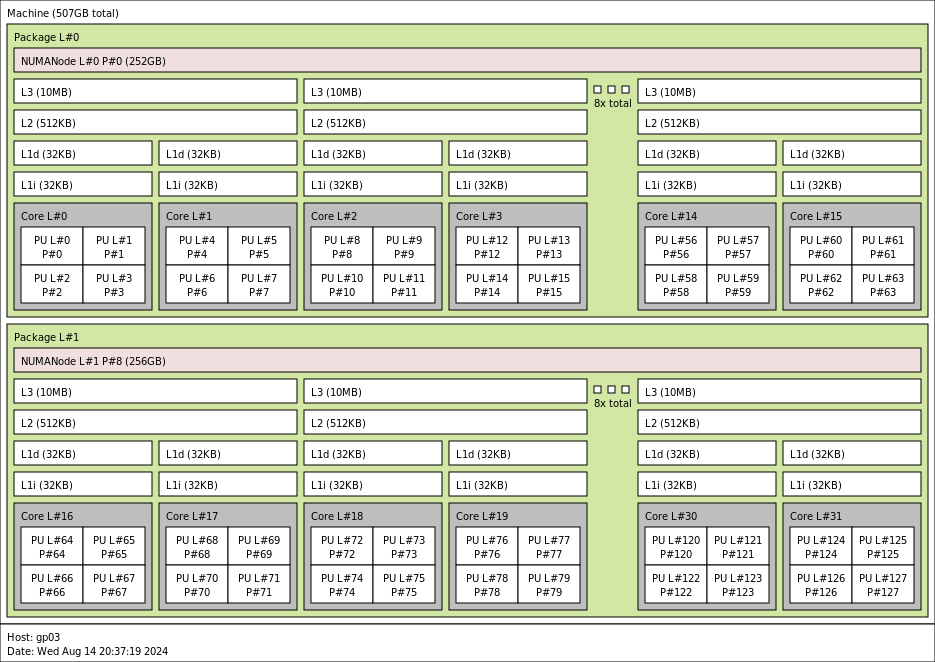 Machine (507GB total)
Package L#0
NUMANode L#0 P#0 (252GB)
L3 (10MB) L3 (10MB) 8x total L3 (10MB)
L2 (512KB) L2 (512KB) L2 (512KB)
L1d (32KB) L1d (32KB) L1d (32KB) L1d (32KB) L1d (32KB) L1d (32KB)
L1i (32KB) L1i (32KB) L1i (32KB) L1i (32KB) L1i (32KB) L1i (32KB)
Core L#0 Core L#1 Core L#2 Core L#3 Core L#14 Core L#15
PU L#0 PU L#1 PU L#4 PU L#5 PU L#8 PU L#9 PU L#12 PU L#13 PU L#56 PU L#57 PU L#60 PU L#61
P#0 P#1 P#4 P#5 P#8 P#9 P#12 P#13 P#56 P#57 P#60 P#61
PU L#2 PU L#3 PU L#6 PU L#7 PU L#10 PU L#11 PU L#14 PU L#15 PU L#58 PU L#59 PU L#62 PU L#63
P#2 P#3 P#6 P#7 P#10 P#11 P#14 P#15 P#58 P#59 P#62 P#63
Package L#1
NUMANode L#1 P#8 (256GB)
L3 (10MB) L3 (10MB) 8x total L3 (10MB)
L2 (512KB) L2 (512KB) L2 (512KB)
L1d (32KB) L1d (32KB) L1d (32KB) L1d (32KB) L1d (32KB) L1d (32KB)
L1i (32KB) L1i (32KB) L1i (32KB) L1i (32KB) L1i (32KB) L1i (32KB)
Core L#16 Core L#17 Core L#18 Core L#19 Core L#30 Core L#31
PU L#64 PU L#65 PU L#68 PU L#69 PU L#72 PU L#73 PU L#76 PU L#77 PU L#120 PU L#121 PU L#124 PU L#125
P#64 P#65 P#68 P#69 P#72 P#73 P#76 P#77 P#120 P#121 P#124 P#125
PU L#66 PU L#67 PU L#70 PU L#71 PU L#74 PU L#75 PU L#78 PU L#79 PU L#122 PU L#123 PU L#126 PU L#127
P#66 P#67 P#70 P#71 P#74 P#75 P#78 P#79 P#122 P#123 P#126 P#127
Host: gp03
Date: Wed Aug 14 20:37:19 2024